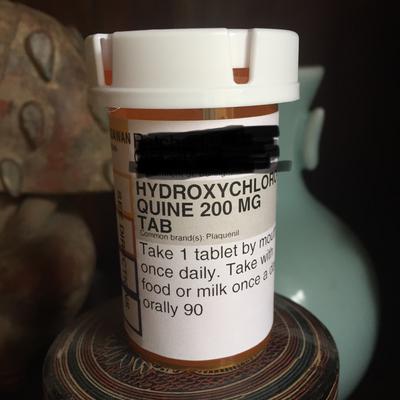 HYDROXYCHLORO
QUINE 200 MG
TAB
Common brand(s): Plaquenil
Take 1 tablet by mou
once daily. Take with
food or milk once a d
orally 90